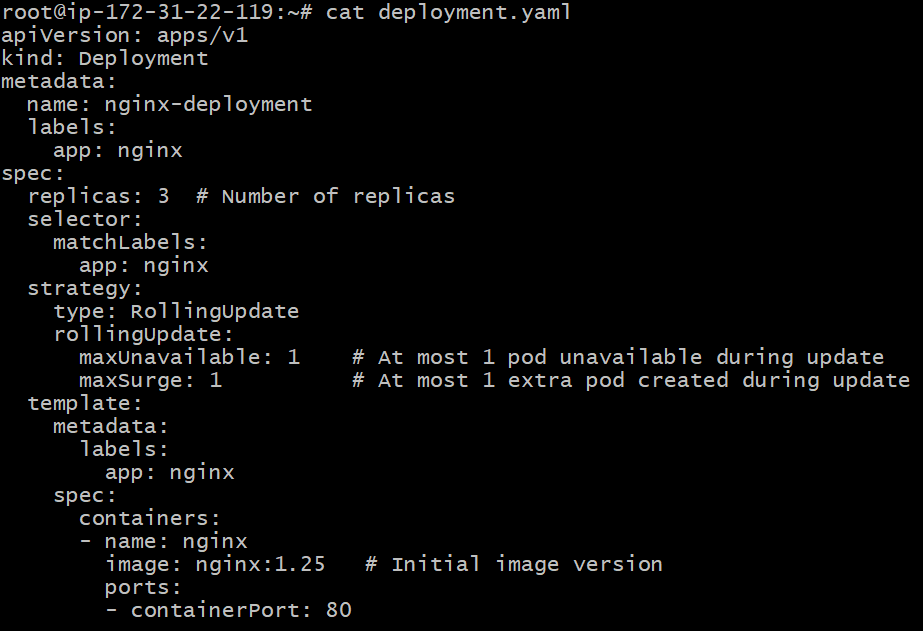 root@ip-172-31-22-119:~# cat deployment.yaml
apiVersion: apps/v1
kind: Deployment
metadata:
  name: nginx-deployment
  labels:
    app: nginx
spec:
  replicas: 3  # Number of replicas
  selector:
    matchLabels:
      app: nginx
  strategy:
    type: RollingUpdate
    rollingUpdate:
      maxUnavailable: 1    # At most 1 pod unavailable during update
      maxSurge: 1          # At most 1 extra pod created during update
  template:
    metadata:
      labels:
        app: nginx
    spec:
      containers:
      - name: nginx
        image: nginx:1.25   # Initial image version
        ports:
        - containerPort: 80